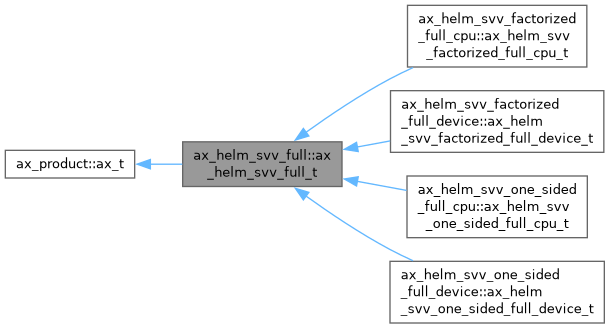 ax_product::ax_t
ax_helm_svv_full::ax
_helm_svv_full_t
ax_helm_svv_factorized
_full_cpu::ax_helm_svv
_factorized_full_cpu_t
ax_helm_svv_factorized
_full_device::ax_helm
_svv_factorized_full_device_t
ax_helm_svv_one_sided
_full_cpu::ax_helm_svv
_one_sided_full_cpu_t
ax_helm_svv_one_sided
_full_device::ax_helm
_svv_one_sided_full_device_t